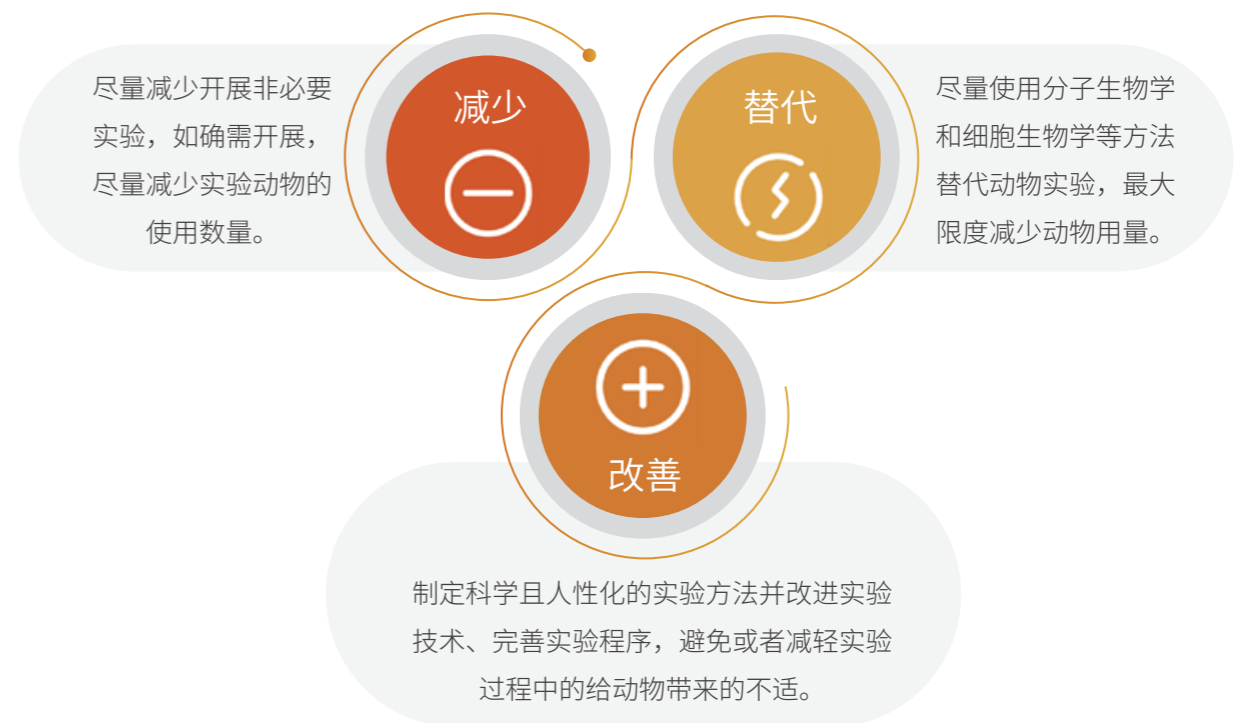 减少
尽量减少开展非必要
实验，如确需开展，
尽量减少实验动物的
使用数量。
替代
尽量使用分子生物学
和细胞生物学等方法
替代动物实验，最大
限度减少动物用量。
改善
制定科学且人性化的实验方法并改进实验
技术、完善实验程序，避免或者减轻实验
过程中的给动物带来的不适。